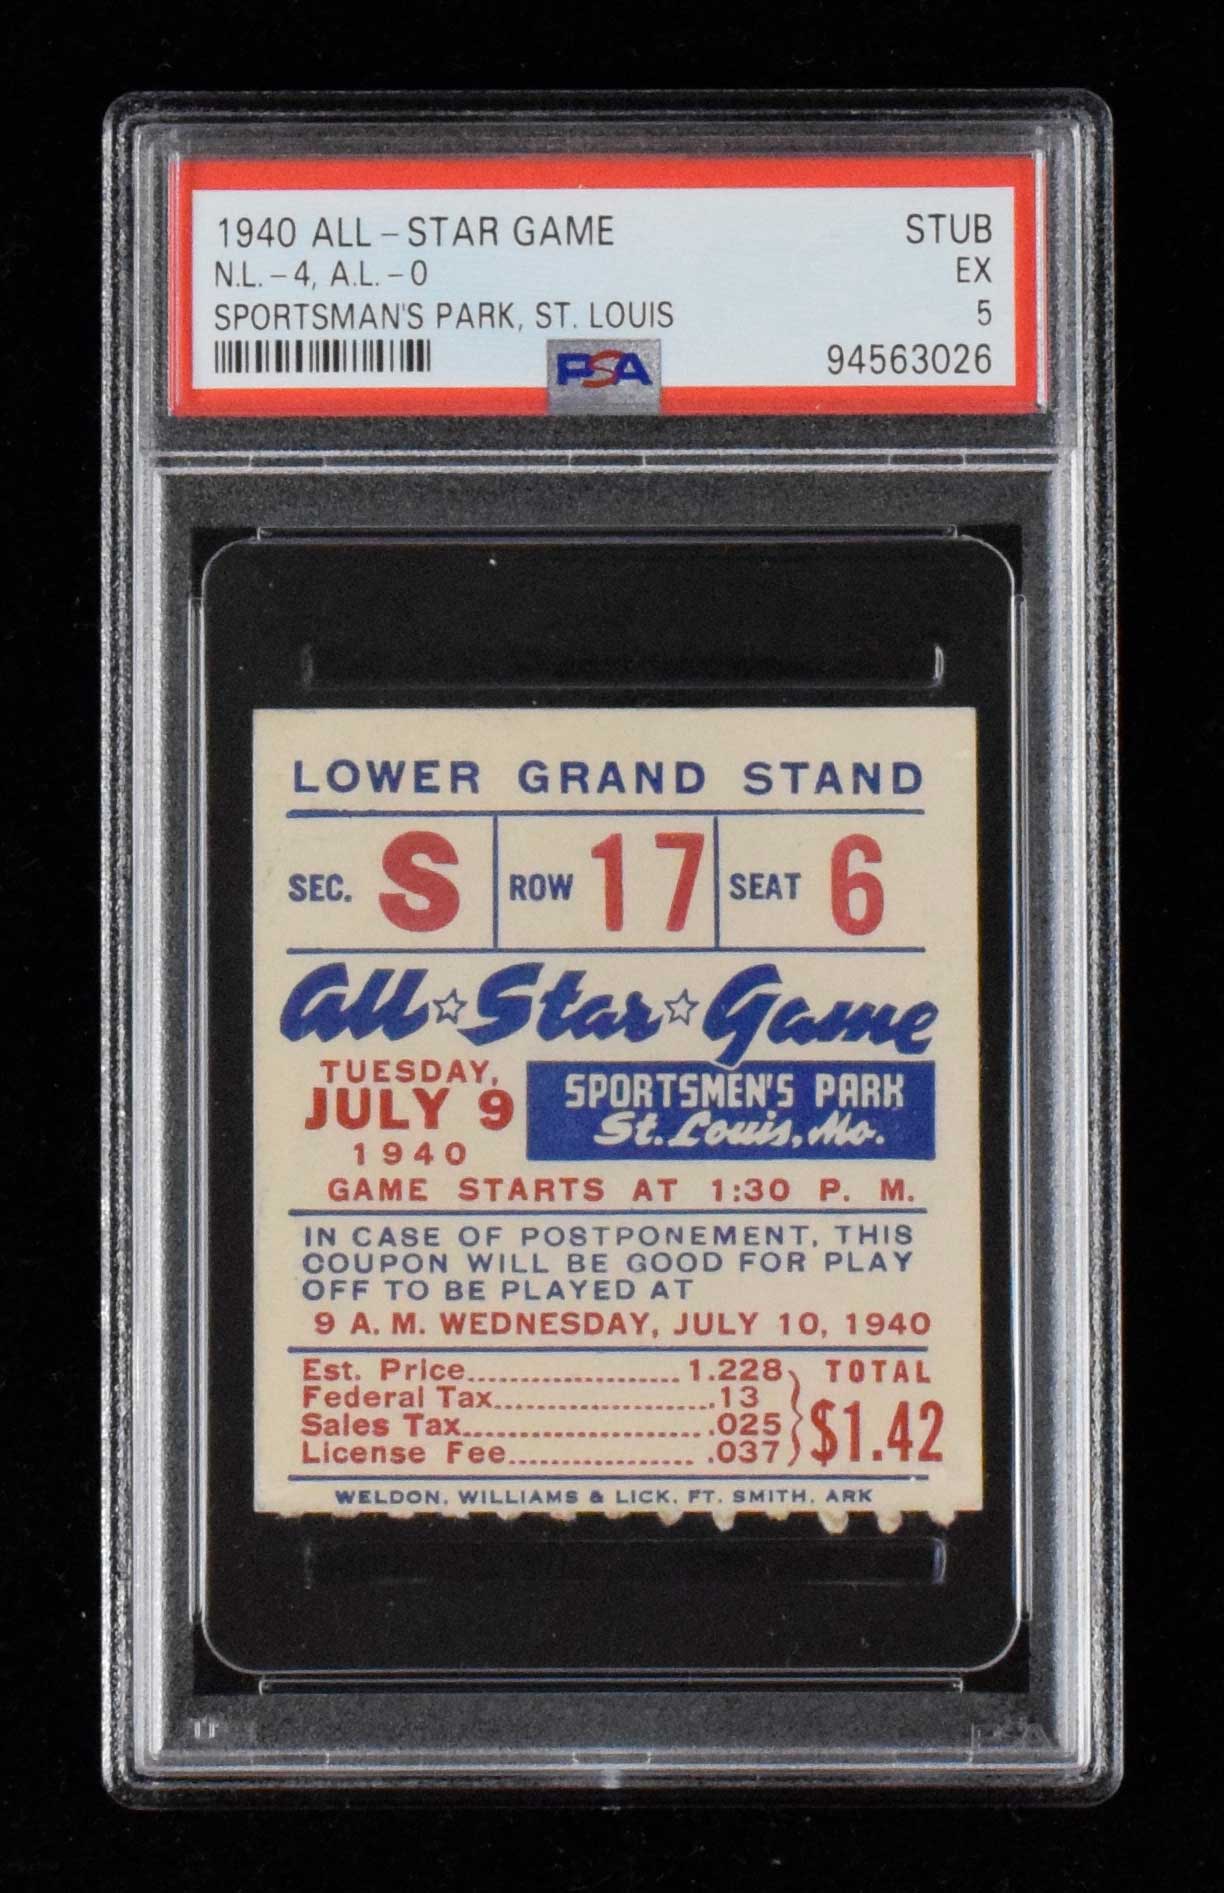 1940 ALL-STAR GAME STUB
N.L.-4, A.L.-0 EX
SPORTSMAN'S PARK, ST. LOUIS 5
PSA 94563026
LOWER GRAND STAND
SEC. S ROW 17 SEAT 6
All ☆ Star ☆ Game
TUESDAY,
JULY 9
1940
SPORTSMEN'S PARK
St. Louis, Mo.
GAME STARTS AT 1:30 P. M.
IN CASE OF POSTPONEMENT, THIS
COUPON WILL BE GOOD FOR PLAY
OFF TO BE PLAYED AT
9 A. M. WEDNESDAY, JULY 10, 1940
Est. Price....................1.228
Federal Tax.....................13
Sales Tax.......................025
License Fee.................. .037
TOTAL
$1.42
WELDON, WILLIAMS & LICK, FT. SMITH, ARK